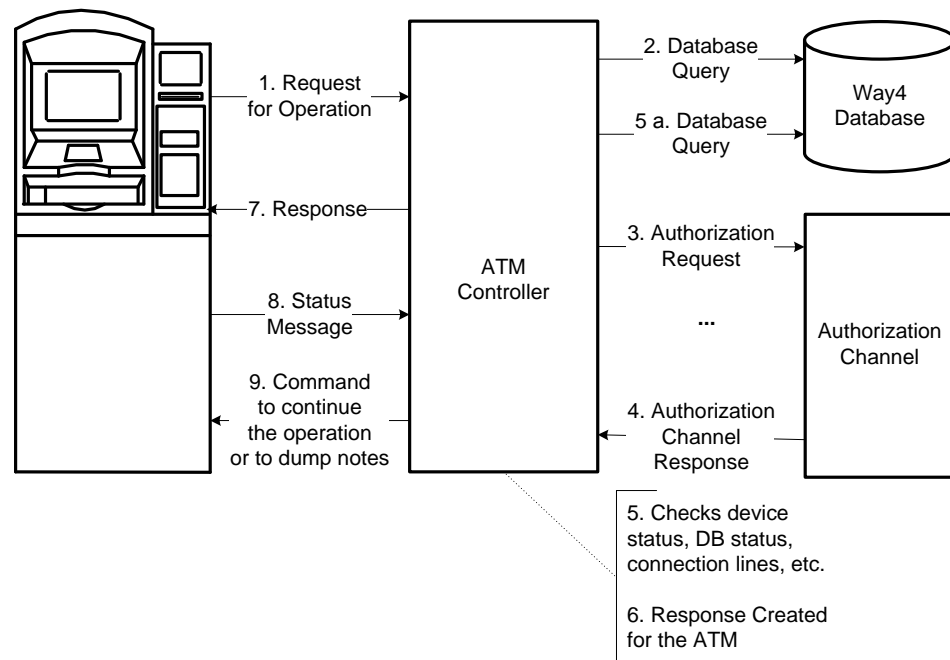 1. Request
for Operation
7. Response
8. Status
Message
9. Command
to continue
the operation
or to dump notes
ATM
Controller
2. Database
Query
5 a. Database
Query
3. Authorization
Request
...
4. Authorization
Channel
Response
Way4
Database
Authorization
Channel
5. Checks device
status, DB status,
connection lines, etc.
6. Response Created
for the ATM